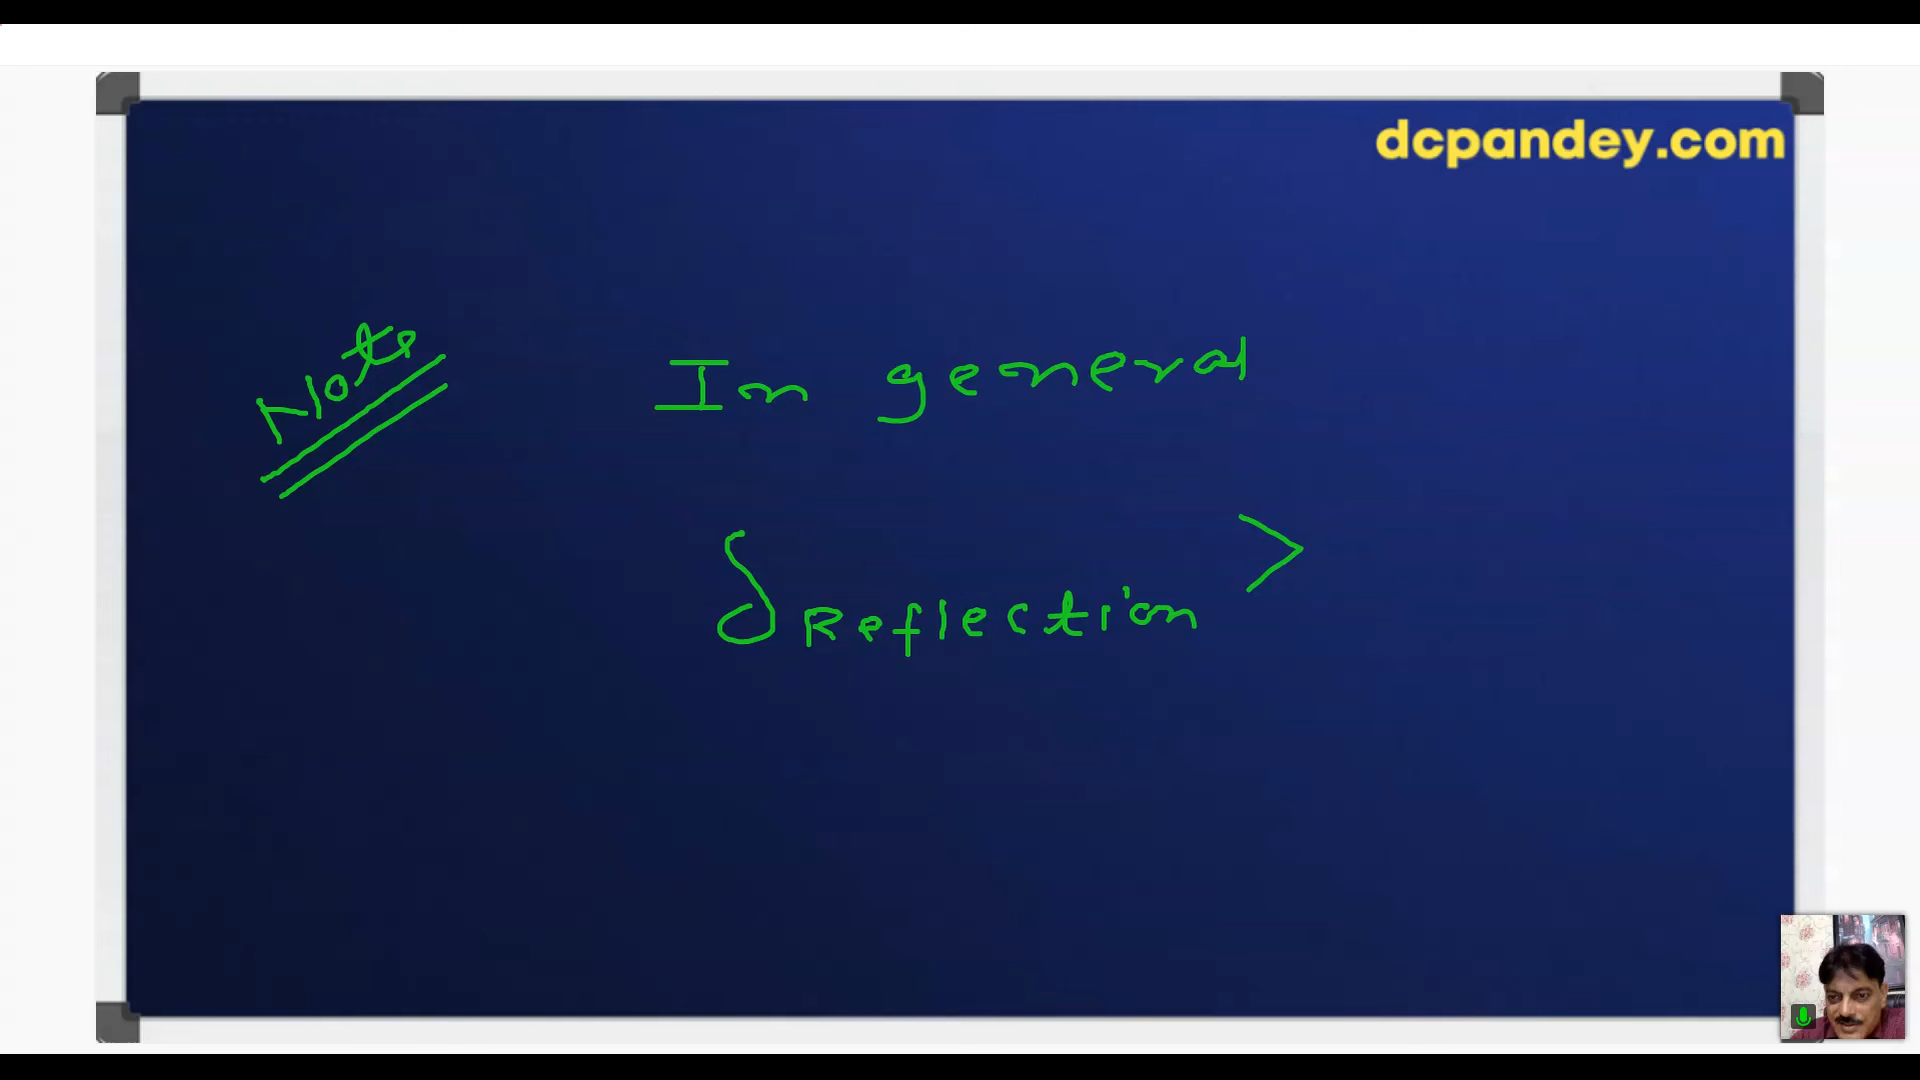 dcpandey.com
Note
In general
δ Reflection >